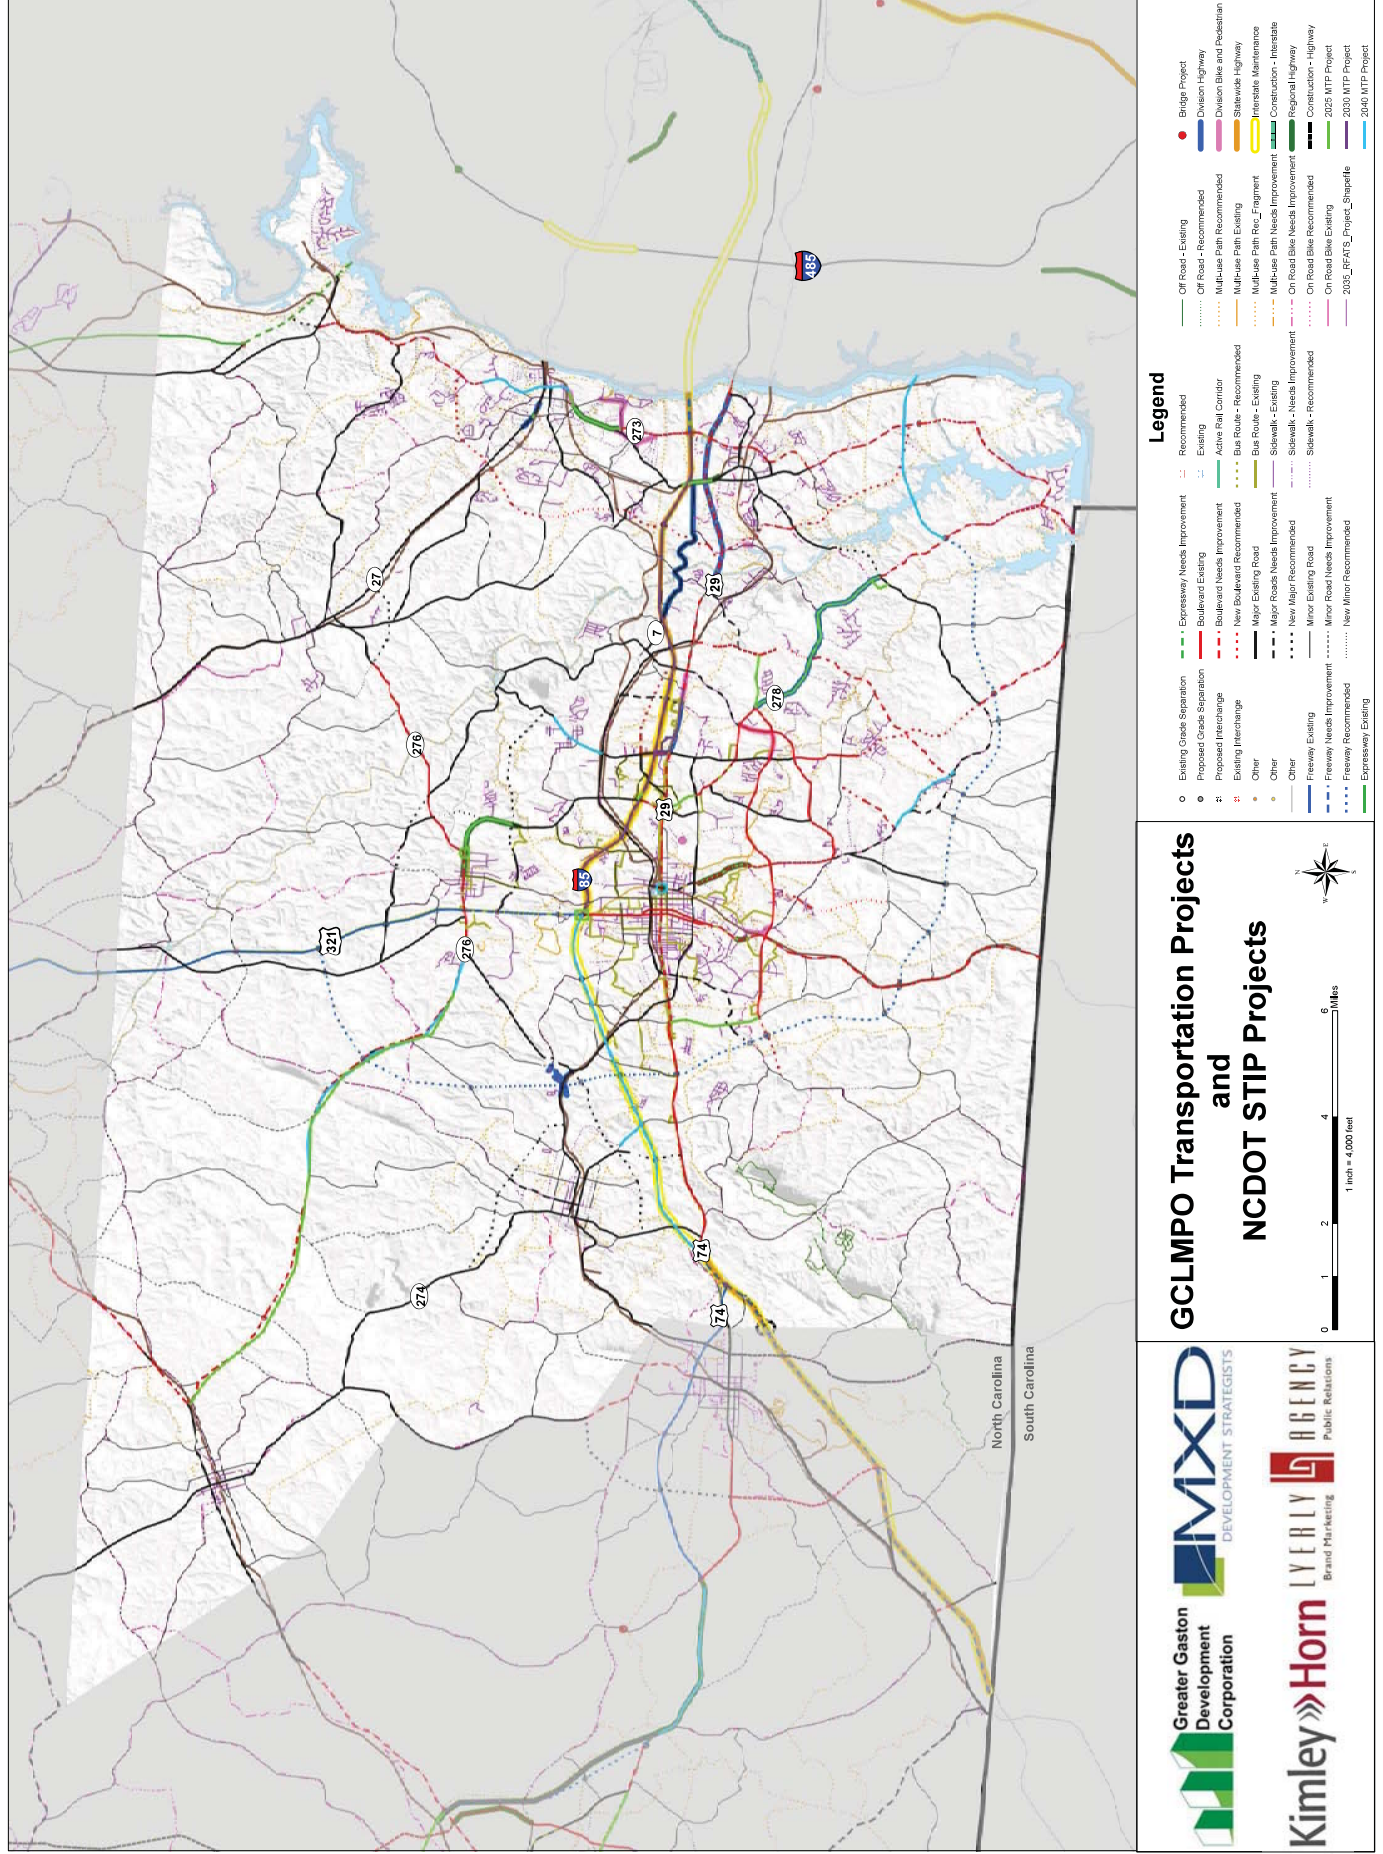 GCLMPO Transportation Projects
and
NCDOT STIP Projects
Legend
Existing Grade Separation
Proposed Grade Separation
Proposed Interchange
Existing Interchange
Other
Other
Other
Freeway Existing
Freeway Needs Improvement
Freeway Recommended
Expressway Existing
Expressway Needs Improvement
Boulevard Existing
Boulevard Needs Improvement
New Boulevard Recommended
Major Existing Road
Major Roads Needs Improvement
New Major Recommended
Minor Existing Road
Minor Road Needs Improvement
New Minor Recommended
Recommended
Existing
Active Rail Corridor
Bus Route - Recommended
Bus Route - Existing
Sidewalk - Existing
Sidewalk - Needs Improvement
Sidewalk - Recommended
Off Road - Existing
Off Road - Recommended
Multi-use Path Recommended
Multi-use Path Existing
Multi-use Path Rec_Fragment
Multi-use Path Needs Improvement
On Road Bike Needs Improvement
On Road Bike Recommended
On Road Bike Existing
2035_RFATS_Project_Shapefile
Bridge Project
Division Highway
Division Bike and Pedestrian
Statewide Highway
Interstate Maintenance
Construction - Interstate
Regional Highway
Construction - Highway
2025 MTP Project
2030 MTP Project
2040 MTP Project
321
276
276
274
27
7
29
29
273
278
85
485
74
74
North Carolina
South Carolina
N
E
S
W
0 1 2 4 6
Miles
1 inch = 4,000 feet
Greater Gaston
Development
Corporation
MXD
DEVELOPMENT STRATEGISTS
Kimley»Horn
LYERLY AGENCY
Brand Marketing Public Relations